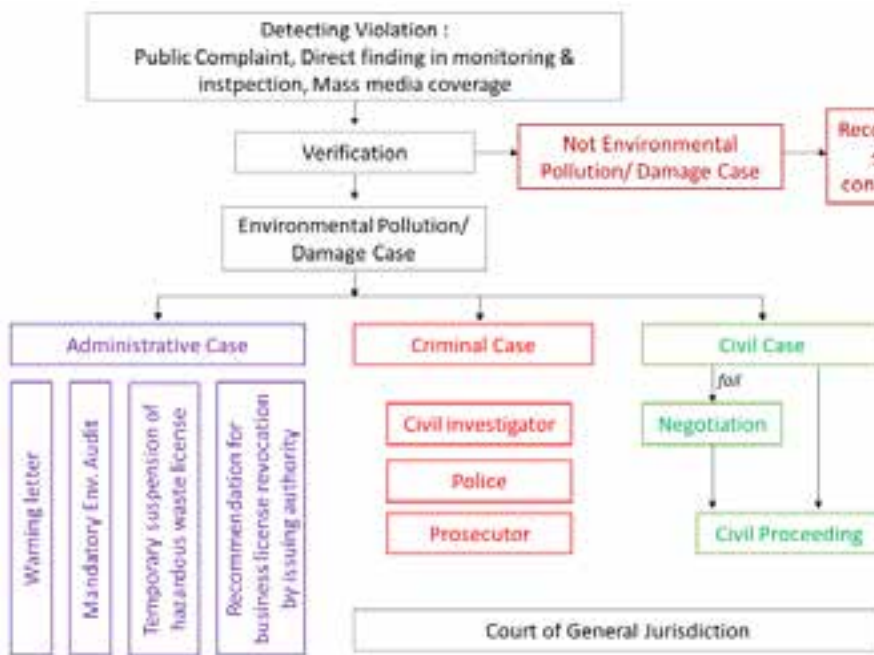 Detecting Violation :
Public Complaint, Direct finding in monitoring &
instpection, Mass media coverage
Verification
Not Environmental
Pollution/ Damage Case
Environmental Pollution/
Damage Case
Administrative Case
Criminal Case
Civil Case
fail
Warning letter
Mandatory Env. Audit
Temporary suspension of
hazardous waste license
Recommendation for
business license revocation
by issuing authority
Civil investigator
Police
Prosecutor
Negotiation
Civil Proceeding
Court of General Jurisdiction